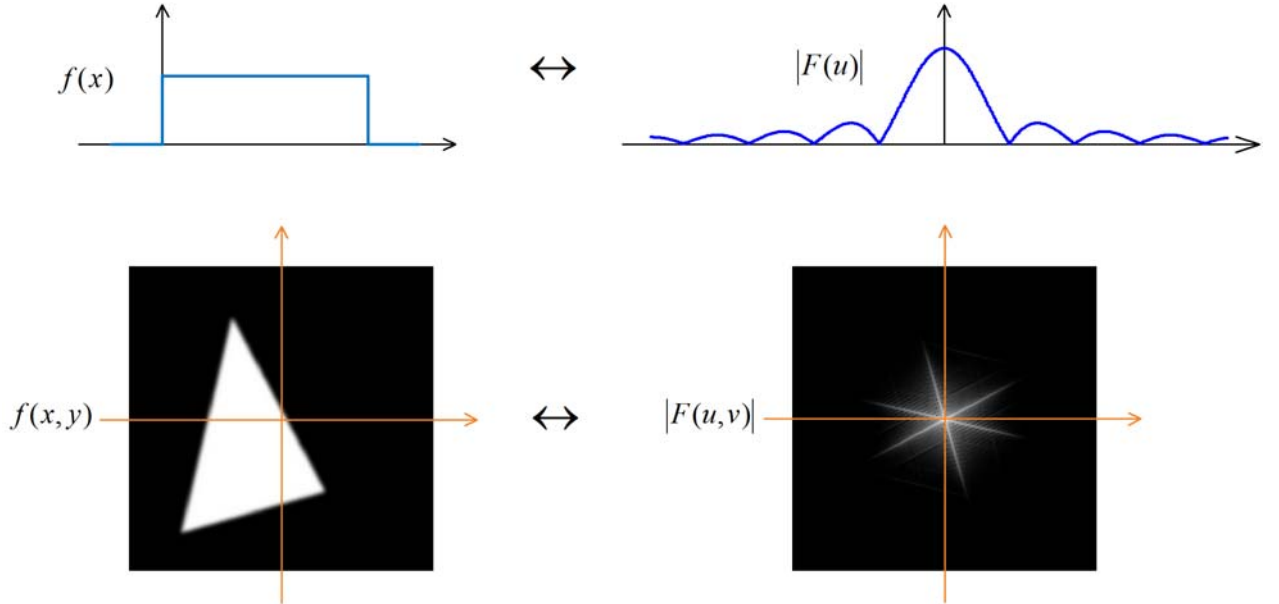 f(x) ↔ |F(u)|
f(x, y) ↔ |F(u,v)|